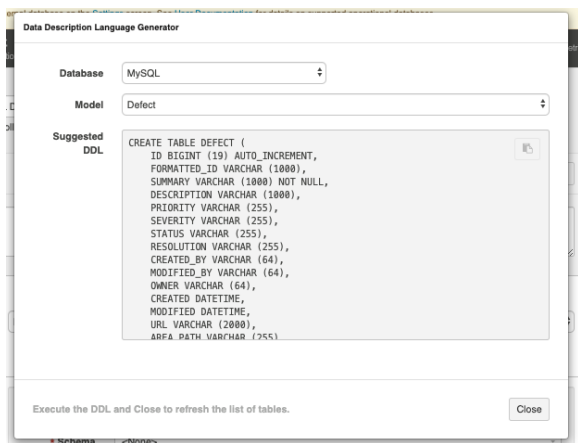 Data Description Language Generator
Database
MySQL
Model
Defect
Suggested
DDL
CREATE TABLE DEFECT (
ID BIGINT (19) AUTO_INCREMENT,
FORMATTED_ID VARCHAR (1000),
SUMMARY VARCHAR (1000) NOT NULL,
DESCRIPTION VARCHAR (1000),
PRIORITY VARCHAR (255),
SEVERITY VARCHAR (255),
STATUS VARCHAR (255),
RESOLUTION VARCHAR (255),
CREATED_BY VARCHAR (64),
MODIFIED_BY VARCHAR (64),
OWNER VARCHAR (64),
CREATED DATETIME,
MODIFIED DATETIME,
URL VARCHAR (2000),
AREA_PATH VARCHAR (255)
Execute the DDL and Close to refresh the list of tables.
Close
* Schema
<None>